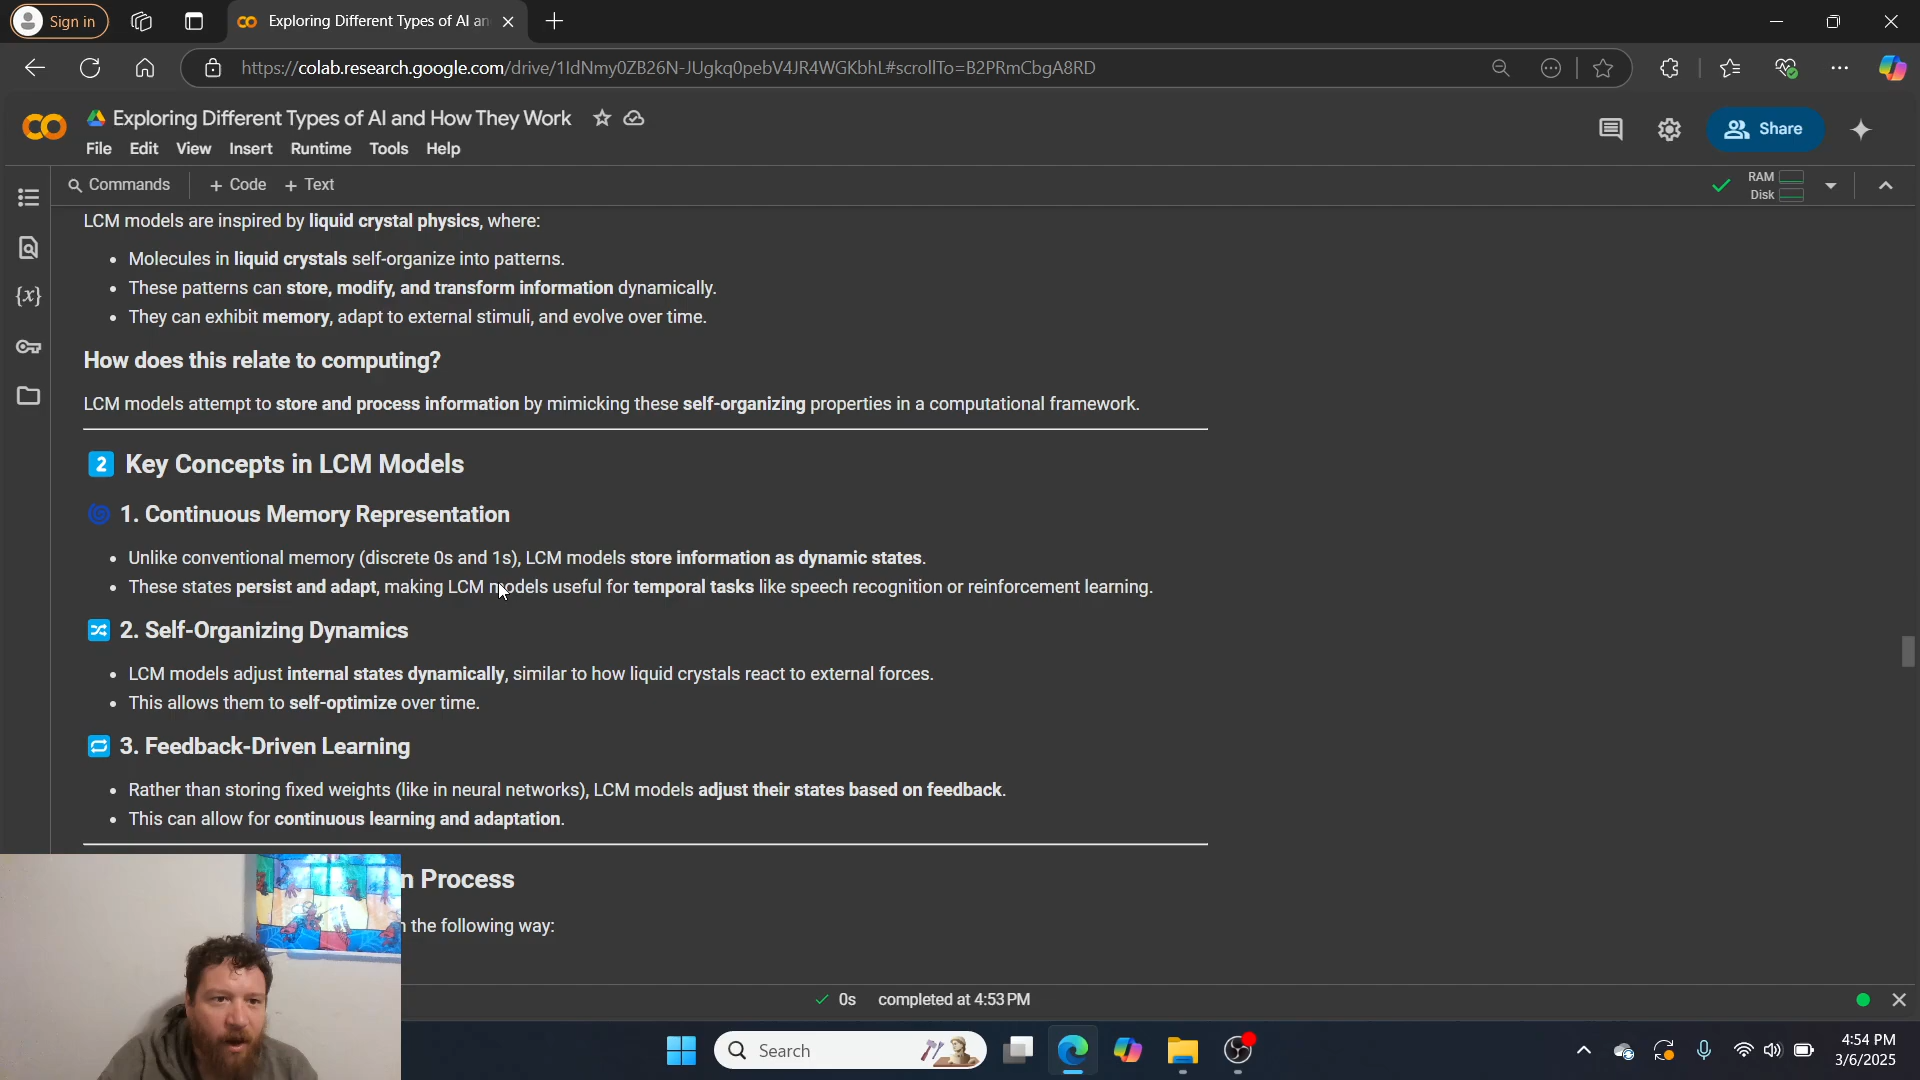 Sign in
Exploring Different Types of AI an
https://colab.research.google.com/drive/1IdNmy0ZB26N-JUgkq0pebV4JR4WGKbhL#scrollTo=B2PRmCbgA8RD
Exploring Different Types of AI and How They Work
File Edit View Insert Runtime Tools Help
Share
Commands + Code + Text
RAM
Disk
LCM models are inspired by liquid crystal physics, where:
• Molecules in liquid crystals self-organize into patterns.
• These patterns can store, modify, and transform information dynamically.
• They can exhibit memory, adapt to external stimuli, and evolve over time.
How does this relate to computing?
LCM models attempt to store and process information by mimicking these self-organizing properties in a computational framework.
2 Key Concepts in LCM Models
1. Continuous Memory Representation
• Unlike conventional memory (discrete 0s and 1s), LCM models store information as dynamic states.
• These states persist and adapt, making LCM models useful for temporal tasks like speech recognition or reinforcement learning.
2. Self-Organizing Dynamics
• LCM models adjust internal states dynamically, similar to how liquid crystals react to external forces.
• This allows them to self-optimize over time.
3. Feedback-Driven Learning
• Rather than storing fixed weights (like in neural networks), LCM models adjust their states based on feedback.
• This can allow for continuous learning and adaptation.
n Process
the following way:
0s completed at 4:53 PM
Search
4:54 PM
3/6/2025